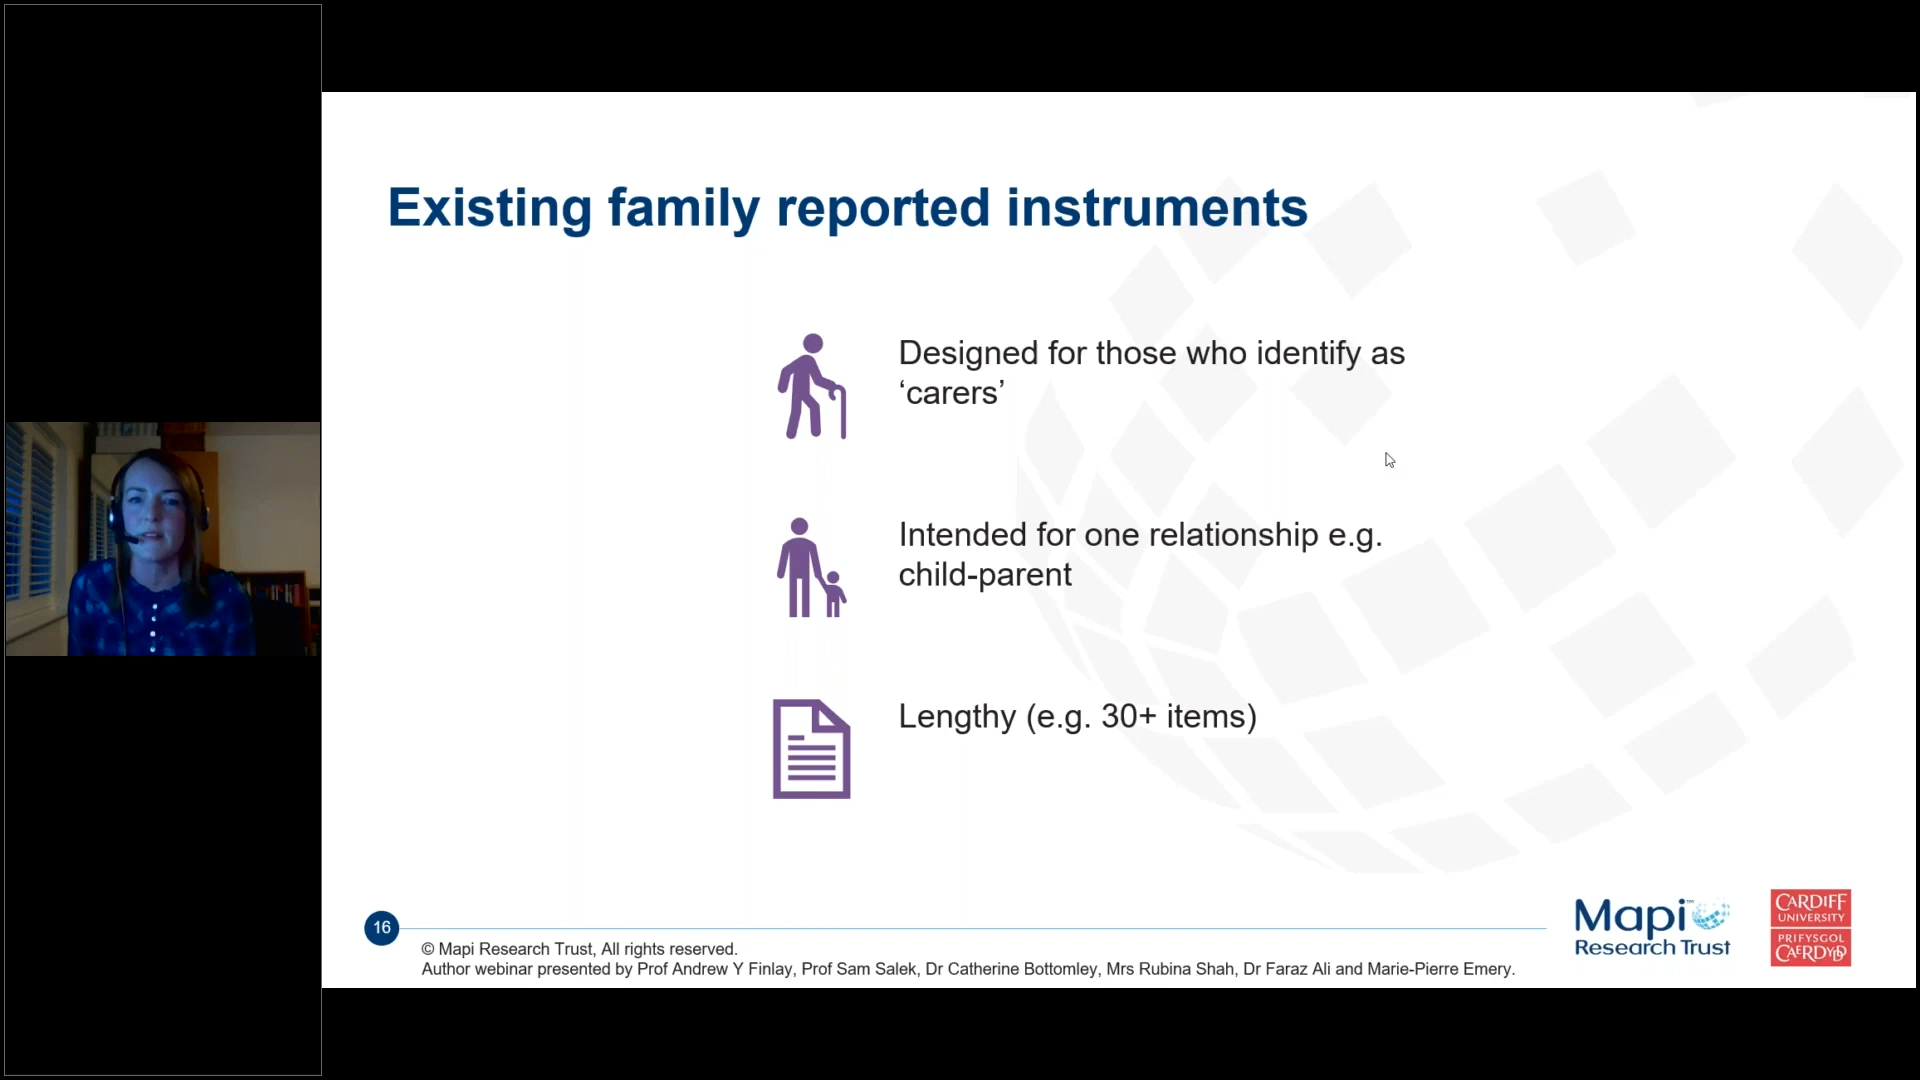 Existing family reported instruments
Designed for those who identify as
‘carers’
Intended for one relationship e.g.
child-parent
Lengthy (e.g. 30+ items)
16
© Mapi Research Trust, All rights reserved.
Author webinar presented by Prof Andrew Y Finlay, Prof Sam Salek, Dr Catherine Bottomley, Mrs Rubina Shah, Dr Faraz Ali and Marie-Pierre Emery.
Mapi™
Research Trust
CARDIFF
UNIVERSITY
PRIFYSGOL
CAERDYDD